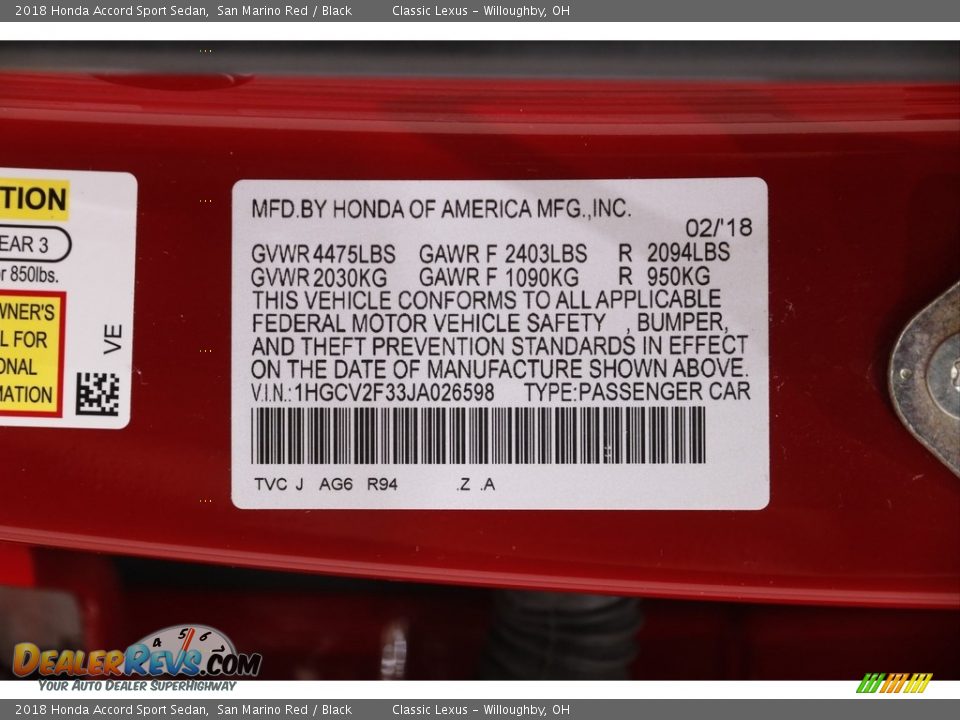 2018 Honda Accord Sport Sedan, San Marino Red / Black Classic Lexus - Willoughby, OH
TION
EAR 3
r 850lbs.
WNER'S
L FOR
ONAL
MATION
VE
MFD.BY HONDA OF AMERICA MFG.,INC.
02/'18
GVWR 4475LBS GAWR F 2403LBS R 2094LBS
GVWR 2030KG GAWR F 1090KG R 950KG
THIS VEHICLE CONFORMS TO ALL APPLICABLE
FEDERAL MOTOR VEHICLE SAFETY , BUMPER,
AND THEFT PREVENTION STANDARDS IN EFFECT
ON THE DATE OF MANUFACTURE SHOWN ABOVE.
V.I.N.:1HGCV2F33JA026598 TYPE:PASSENGER CAR
TVC J AG6 R94 .Z .A
4 5 6
DEALERREVS.COM
YOUR AUTO DEALER SUPERHIGHWAY
2018 Honda Accord Sport Sedan, San Marino Red / Black Classic Lexus - Willoughby, OH